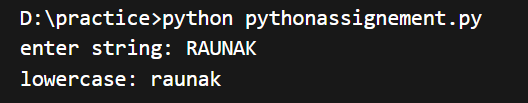 D:\practice>python pythonassignement.py
enter string: RAUNAK
lowercase: raunak